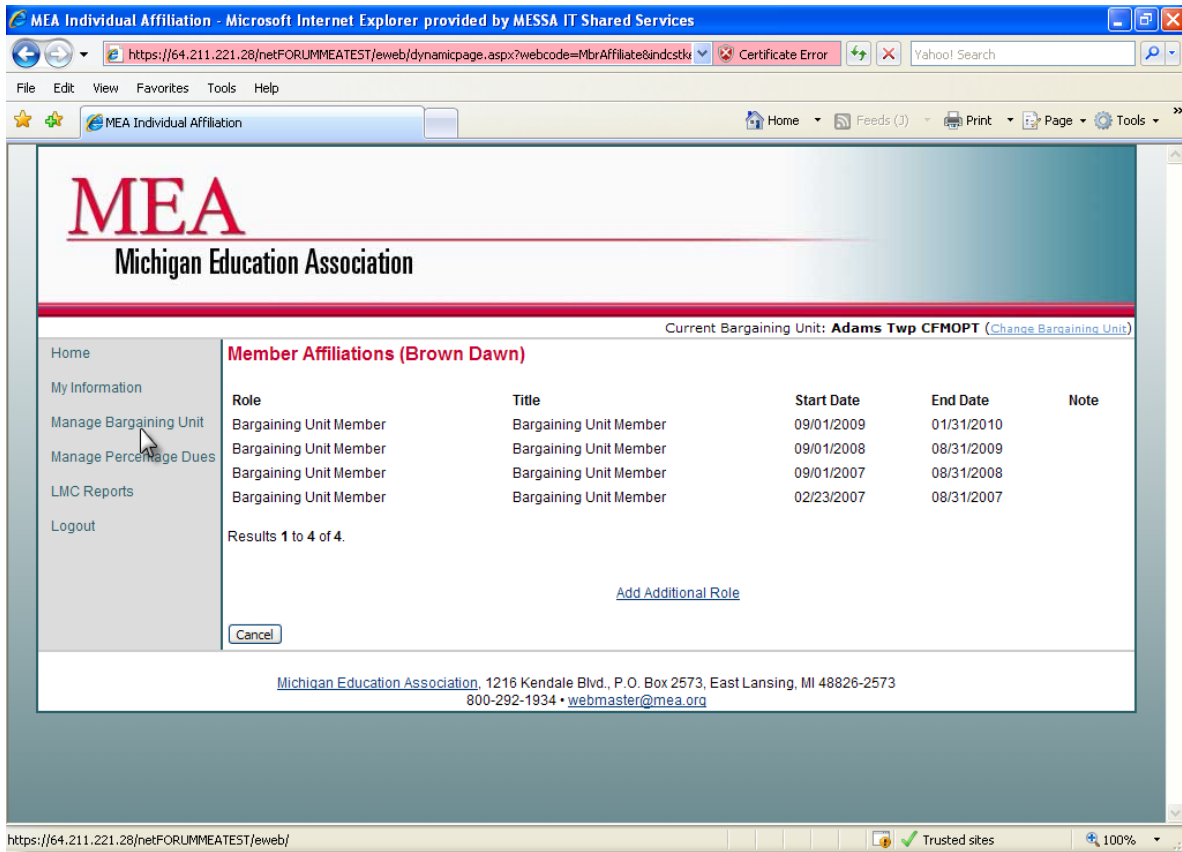 MEA Individual Affiliation - Microsoft Internet Explorer provided by MESSA IT Shared Services
https://64.211.221.28/netFORUMMEATEST/eweb/dynamicpage.aspx?webcode=MbrAffiliate&indcstke Certificate Error Yahoo! Search
File Edit View Favorites Tools Help
MEA Individual Affiliation Home Feeds (J) Print Page Tools »
MEA
Michigan Education Association
Current Bargaining Unit: Adams Twp CFMOPT (Change Bargaining Unit)
Home
My Information
Manage Bargaining Unit
Manage Percentage Dues
LMC Reports
Logout
Member Affiliations (Brown Dawn)
Role Title Start Date End Date Note
Bargaining Unit Member Bargaining Unit Member 09/01/2009 01/31/2010
Bargaining Unit Member Bargaining Unit Member 09/01/2008 08/31/2009
Bargaining Unit Member Bargaining Unit Member 09/01/2007 08/31/2008
Bargaining Unit Member Bargaining Unit Member 02/23/2007 08/31/2007
Results 1 to 4 of 4.
Add Additional Role
Cancel
Michigan Education Association, 1216 Kendale Blvd., P.O. Box 2573, East Lansing, MI 48826-2573
800-292-1934 • webmaster@mea.org
https://64.211.221.28/netFORUMMEATEST/eweb/ Trusted sites 100%